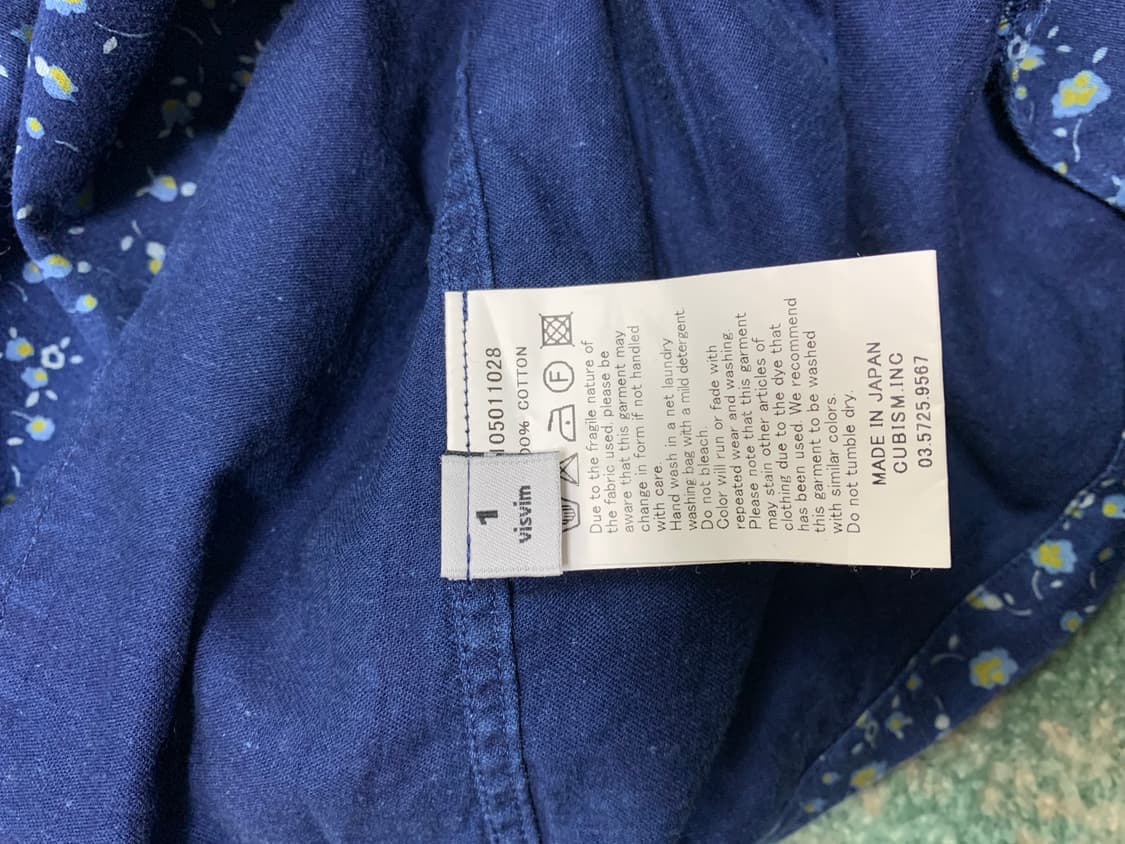 1
visvim
105011028
00% COTTON
F
Due to the fragile nature of
the fabric used, please be
aware that this garment may
change in form if not handled
with care.
Hand wash in a net laundry
washing bag with a mild detergent
Do not bleach.
Color will run or fade with
repeated wear and washing.
Please note that this garment
may stain other articles of
clothing due to the dye that
has been used. We recommend
this garment to be washed
with similar colors.
Do not tumble dry.
MADE IN JAPAN
CUBISM.INC
03.5725.9567